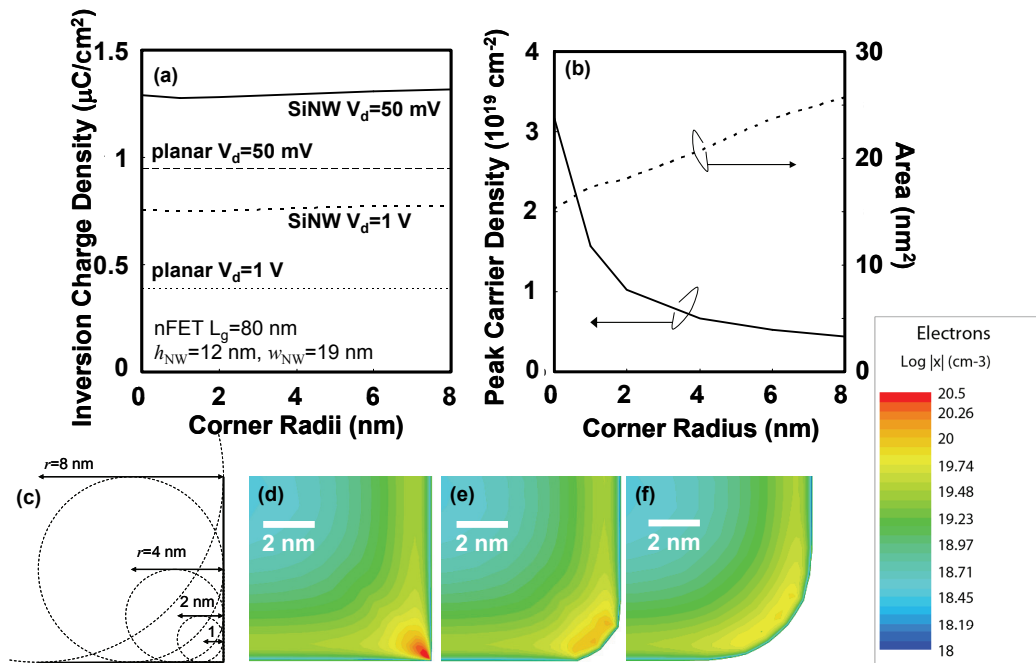 1.5
1
0.5
0
Inversion Charge Density (µC/cm²)
(a)
SiNW V_d=50 mV
planar V_d=50 mV
SiNW V_d=1 V
planar V_d=1 V
nFET L_g=80 nm
h_NW=12 nm, w_NW=19 nm
0 2 4 6 8
Corner Radii (nm)
4
3
2
1
0
Peak Carrier Density (10¹⁹ cm⁻²)
(b)
30
20
10
0
Area (nm²)
0 2 4 6 8
Corner Radius (nm)
(c)
r=8 nm
r=4 nm
2 nm
1
(d)
2 nm
(e)
2 nm
(f)
2 nm
Electrons
Log |x| (cm-3)
20.5
20.26
20
19.74
19.48
19.23
18.97
18.71
18.45
18.19
18